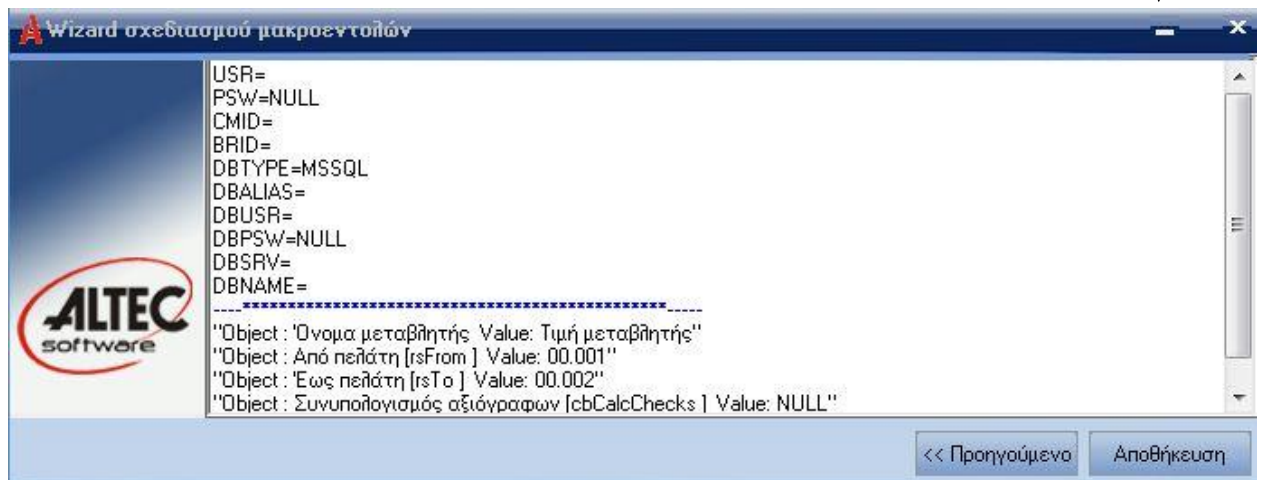 Wizard σχεδιασμού μακροεντολών
USR=
PSW=NULL
CMID=
BRID=
DBTYPE=MSSQL
DBALIAS=
DBUSR=
DBPSW=NULL
DBSRV=
DBNAME=
----***********************************************-----
"Object : Όνομα μεταβλητής Value: Τιμή μεταβλητής"
"Object : Από πελάτη [rsFrom ] Value: 00.001"
"Object : Έως πελάτη [rsTo ] Value: 00.002"
"Object : Συνυπολογισμός αξιόγραφων [cbCalcChecks ] Value: NULL"
ALTEC
software
<< Προηγούμενο
Αποθήκευση